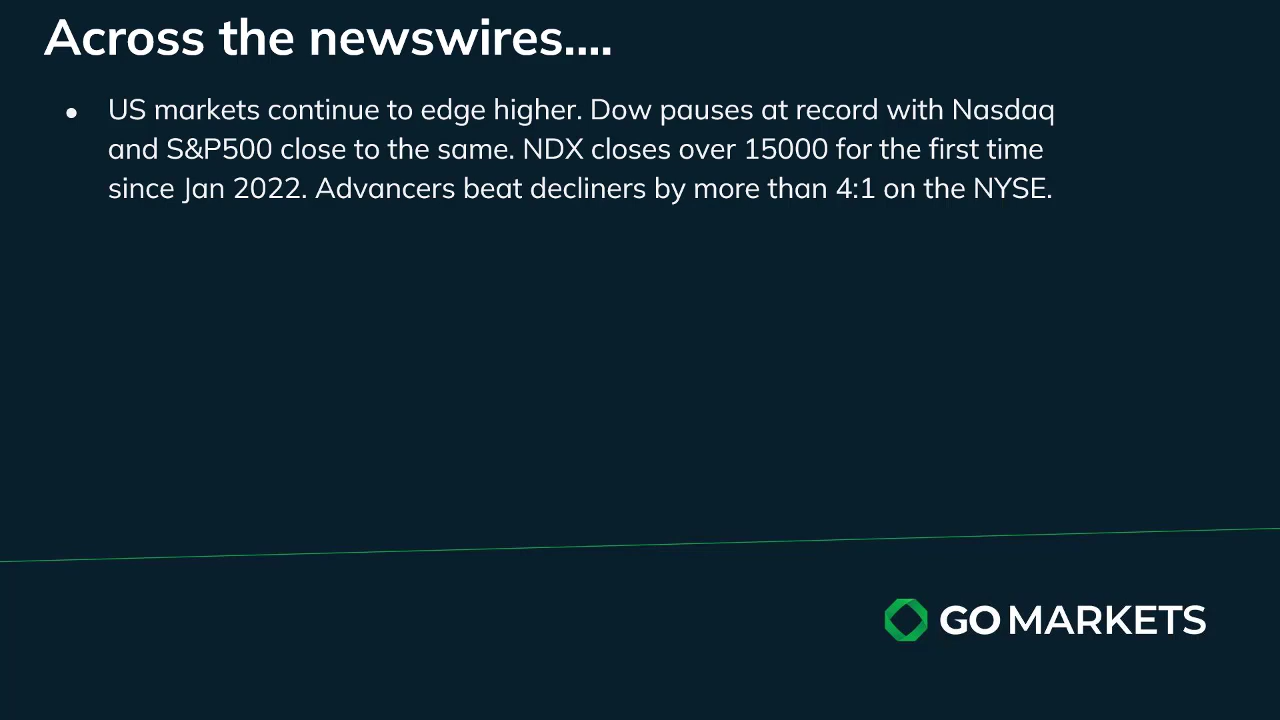 Across the newswires....
● US markets continue to edge higher. Dow pauses at record with Nasdaq
and S&P500 close to the same. NDX closes over 15000 for the first time
since Jan 2022. Advancers beat decliners by more than 4:1 on the NYSE.
GO MARKETS